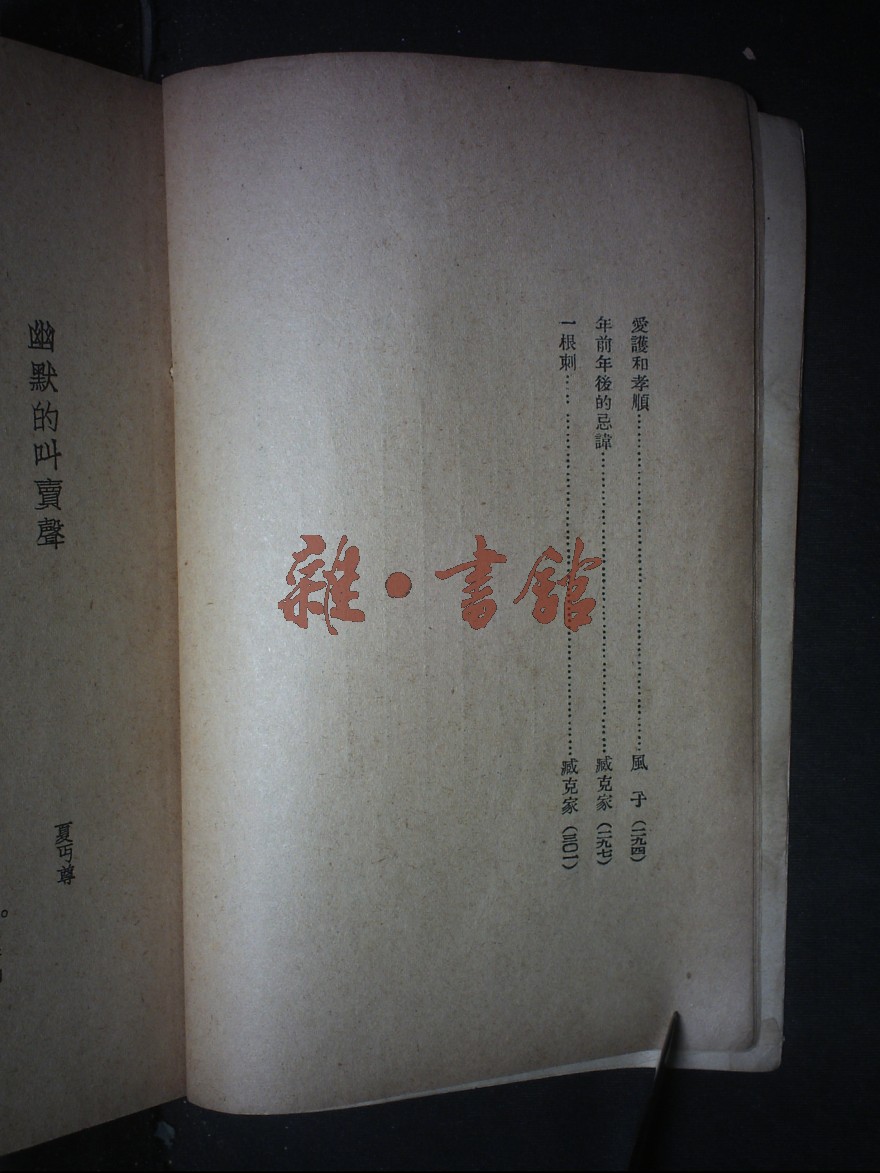 愛護和孝順……………………………………風　子（二九四）
年前年後的忌諱……………………………………臧克家（二九七）
一根刺……………………………………臧克家（三〇一）
雜・書館
幽默的叫賣聲
夏丏尊
。